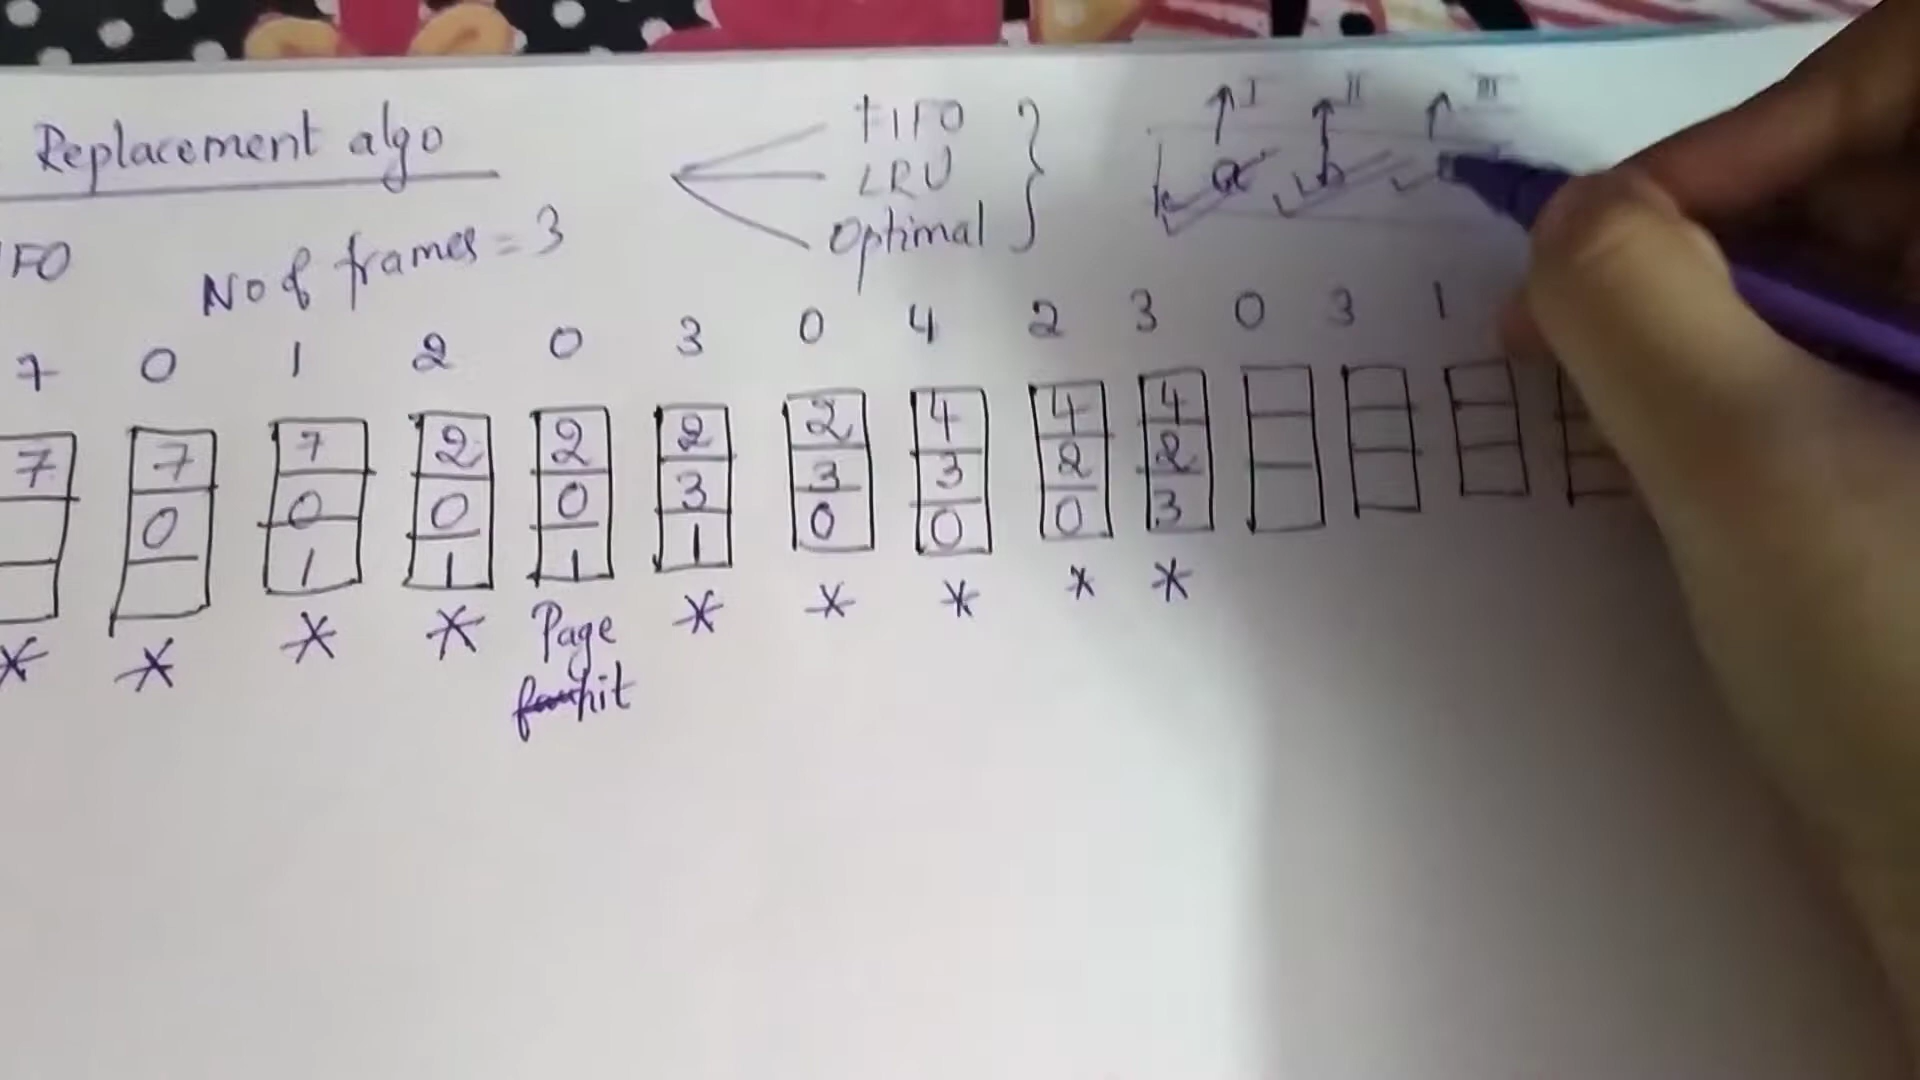 Replacement algo
FIFO
LRU
Optimal
I II III
a b
FO
No of frames = 3
7 0 1 2 0 3 0 4 2 3 0 3 1
7 7 7 2 2 2 2 4 4 4
0 0 0 0 3 3 3 2 2
1 1 1 1 0 0 0 3
* * * * Page * * * * *
hit